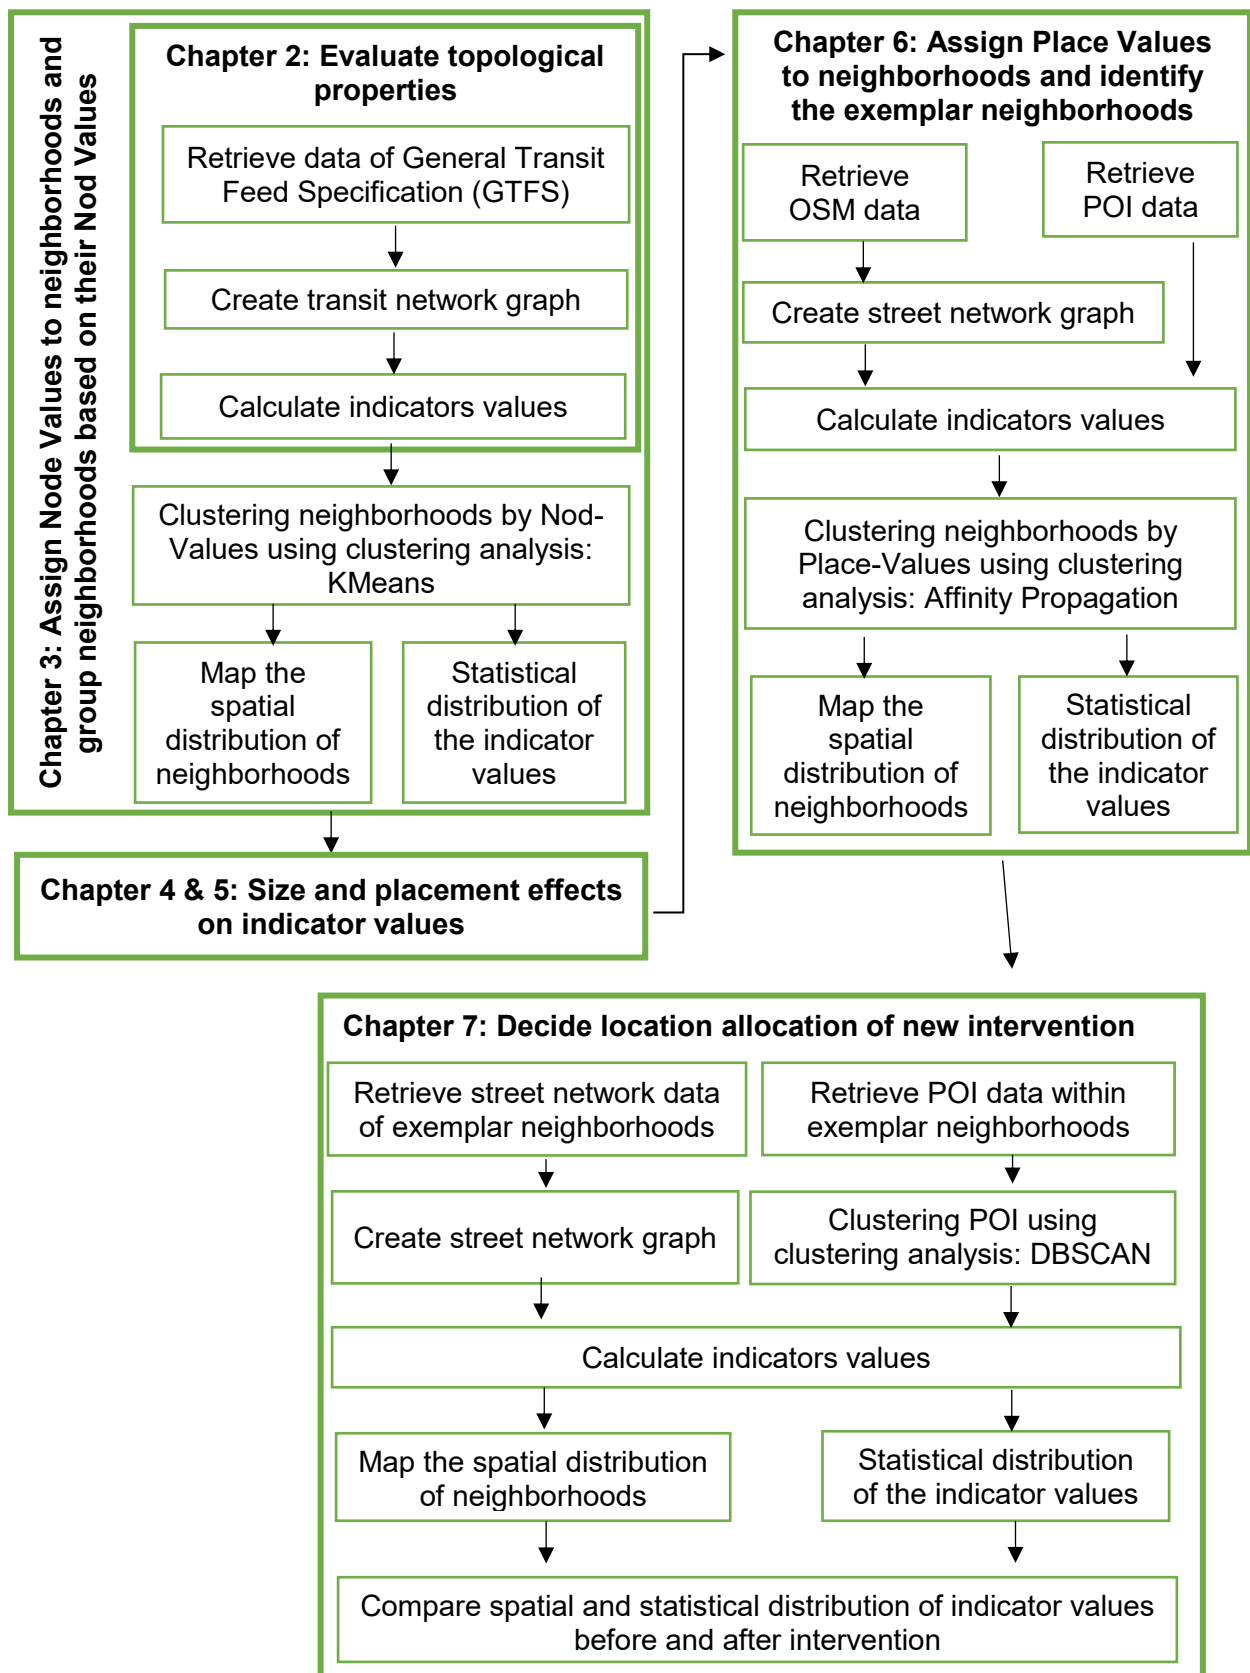 Chapter 3: Assign Node Values to neighborhoods and
group neighborhoods based on their Nod Values
Chapter 2: Evaluate topological
properties
Retrieve data of General Transit
Feed Specification (GTFS)
Create transit network graph
Calculate indicators values
Clustering neighborhoods by Nod-
Values using clustering analysis:
KMeans
Map the
spatial
distribution of
neighborhoods
Statistical
distribution of
the indicator
values
Chapter 4 & 5: Size and placement effects
on indicator values
Chapter 6: Assign Place Values
to neighborhoods and identify
the exemplar neighborhoods
Retrieve
OSM data
Retrieve
POI data
Create street network graph
Calculate indicators values
Clustering neighborhoods by
Place-Values using clustering
analysis: Affinity Propagation
Map the
spatial
distribution of
neighborhoods
Statistical
distribution of
the indicator
values
Chapter 7: Decide location allocation of new intervention
Retrieve street network data
of exemplar neighborhoods
Retrieve POI data within
exemplar neighborhoods
Create street network graph
Clustering POI using
clustering analysis: DBSCAN
Calculate indicators values
Map the spatial distribution
of neighborhoods
Statistical distribution
of the indicator values
Compare spatial and statistical distribution of indicator values
before and after intervention